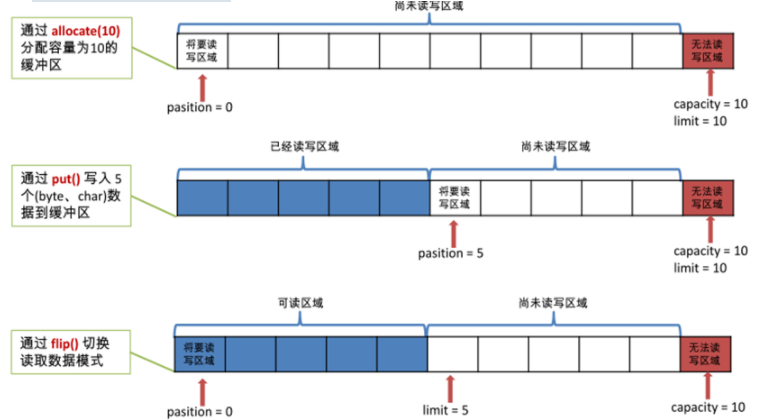 尚未读写区域
通过 allocate(10)
分配容量为10的
缓冲区
将要读
写区域
无法读
写区域
pasition = 0
capacity = 10
limit = 10
已经读写区域
尚未读写区域
通过 put() 写入 5
个(byte、char)数
据到缓冲区
将要读
写区域
无法读
写区域
pasition = 5
capacity = 10
limit = 10
可读区域
尚未读写区域
通过 flip() 切换
读取数据模式
将要读
写区域
无法读
写区域
pasition = 0
limit = 5
capacity = 10